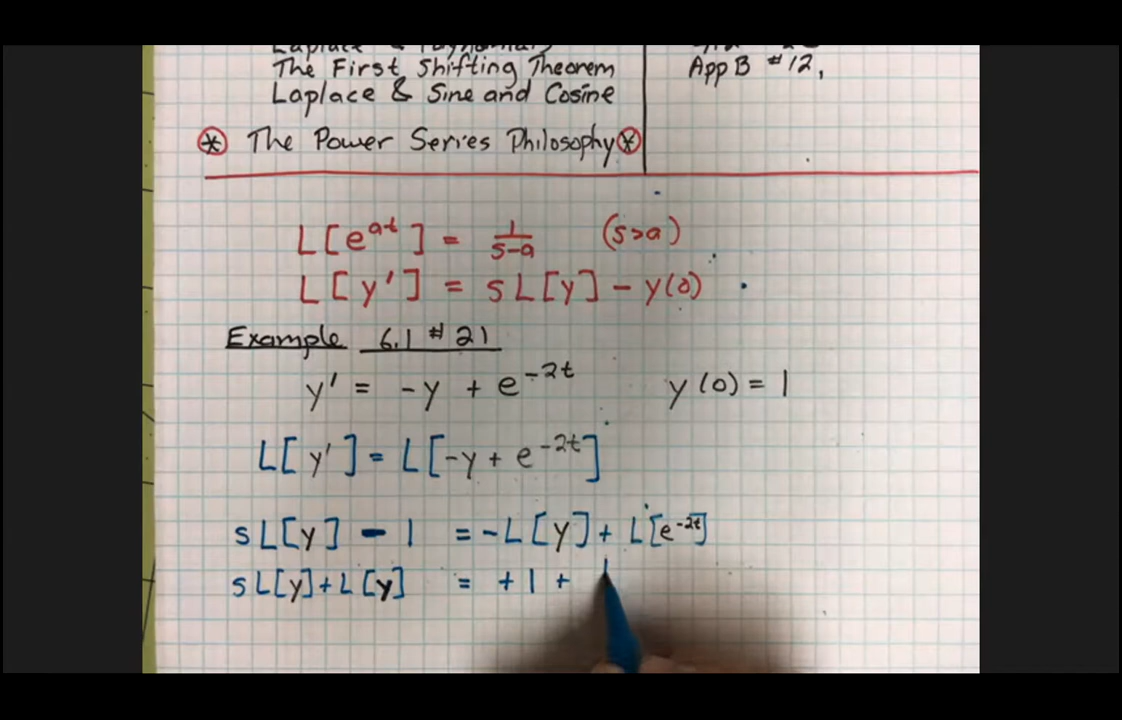 The First Shifting Theorem
App B #12,
Laplace & Sine and Cosine
* The Power Series Philosophy *
L[e^{at}] = 1/(s-a) (s>a)
L[y'] = sL[y] - y(0)
Example 6.1 #21
y' = -y + e^{-2t} y(0) = 1
L[y'] = L[-y + e^{-2t}]
sL[y] - 1 = -L[y] + L[e^{-2t}]
sL[y] + L[y] = +1 +